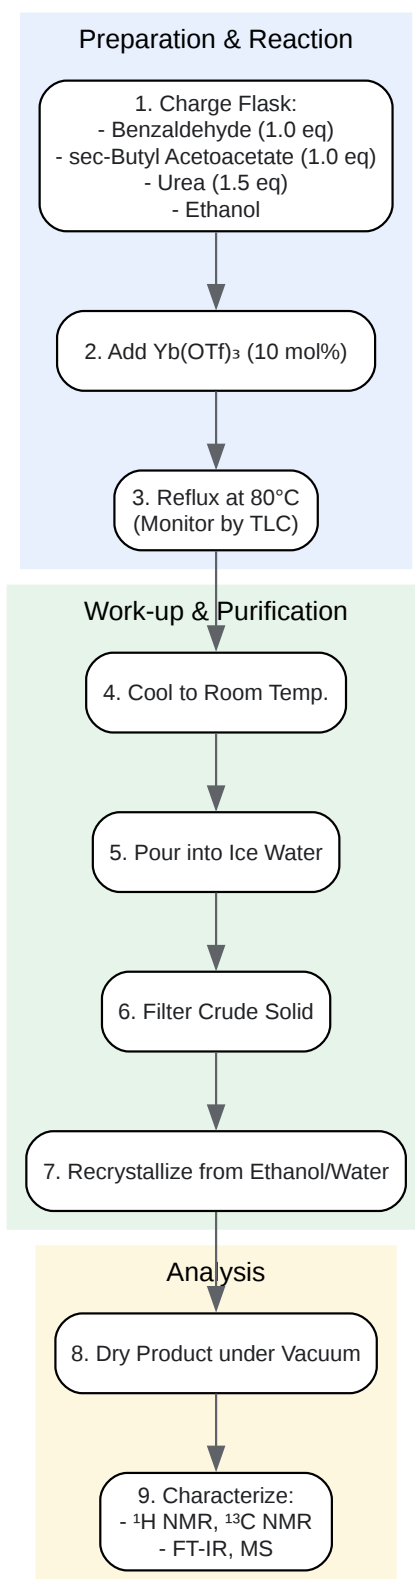 Preparation & Reaction
1. Charge Flask:
- Benzaldehyde (1.0 eq)
- sec-Butyl Acetoacetate (1.0 eq)
- Urea (1.5 eq)
- Ethanol
2. Add Yb(OTf)₃ (10 mol%)
3. Reflux at 80°C
(Monitor by TLC)
Work-up & Purification
4. Cool to Room Temp.
5. Pour into Ice Water
6. Filter Crude Solid
7. Recrystallize from Ethanol/Water
Analysis
8. Dry Product under Vacuum
9. Characterize:
- ¹H NMR, ¹³C NMR
- FT-IR, MS